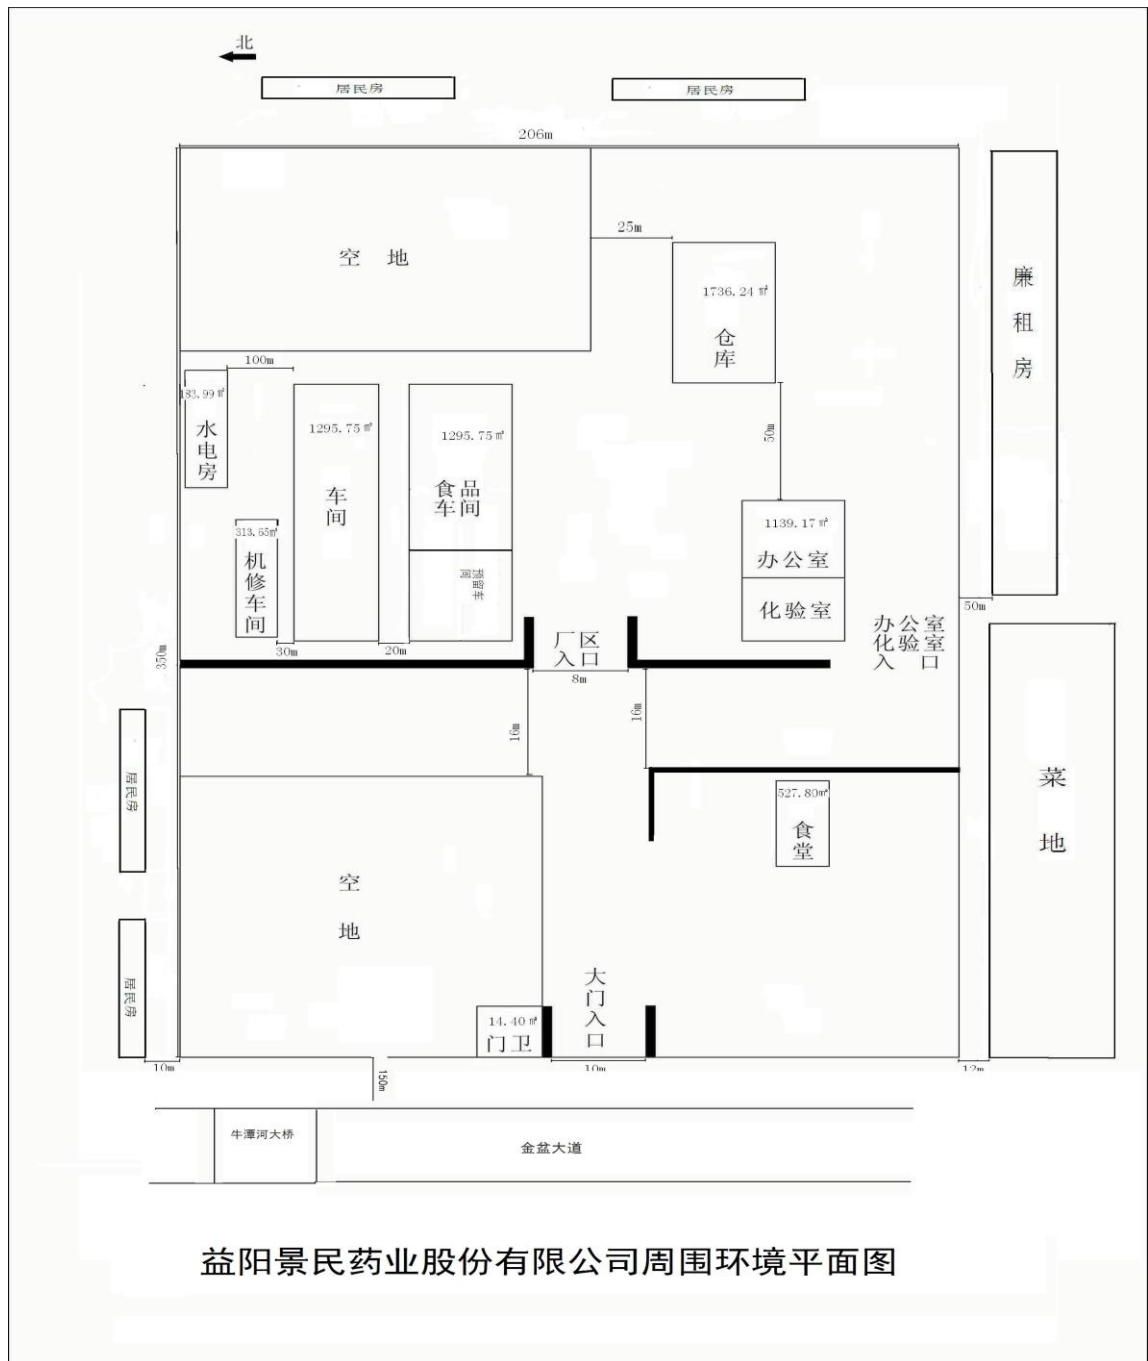 北
居民房
居民房
206m
25m
空 地
1736.24㎡
仓库
廉租房
100m
183.99㎡
水电房
1295.75㎡
车间
1295.75㎡
食品车间
预留车间
50m
313.65㎡
机修车间
1139.17㎡
办公室
化验室
50m
办公室
化验室
入 口
厂区
入口
30m
20m
8m
350m
16m
16m
居民房
527.80㎡
食堂
菜地
空地
居民房
大门入口
14.40㎡
门卫
10m
10m
12m
150m
牛潭河大桥
金盆大道
益阳景民药业股份有限公司周围环境平面图